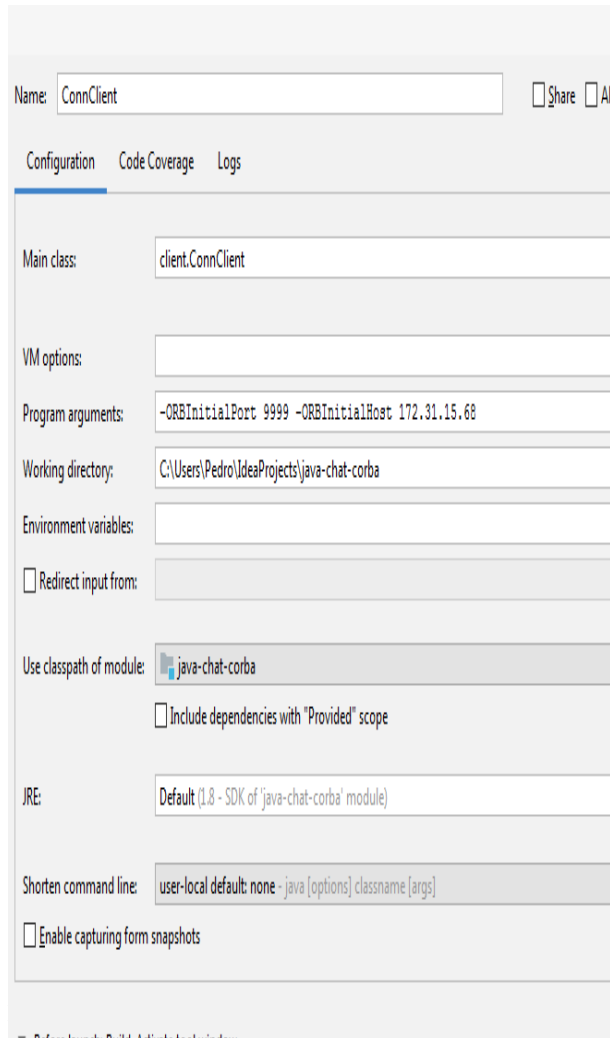 Name: ConnClient Share
Configuration Code Coverage Logs
Main class: client.ConnClient
VM options:
Program arguments: -ORBInitialPort 9999 -ORBInitialHost 172.31.15.68
Working directory: C:\Users\Pedro\IdeaProjects\java-chat-corba
Environment variables:
Redirect input from:
Use classpath of module: java-chat-corba
Include dependencies with "Provided" scope
JRE: Default (1.8 - SDK of 'java-chat-corba' module)
Shorten command line: user-local default: none - java [options] classname [args]
Enable capturing form snapshots